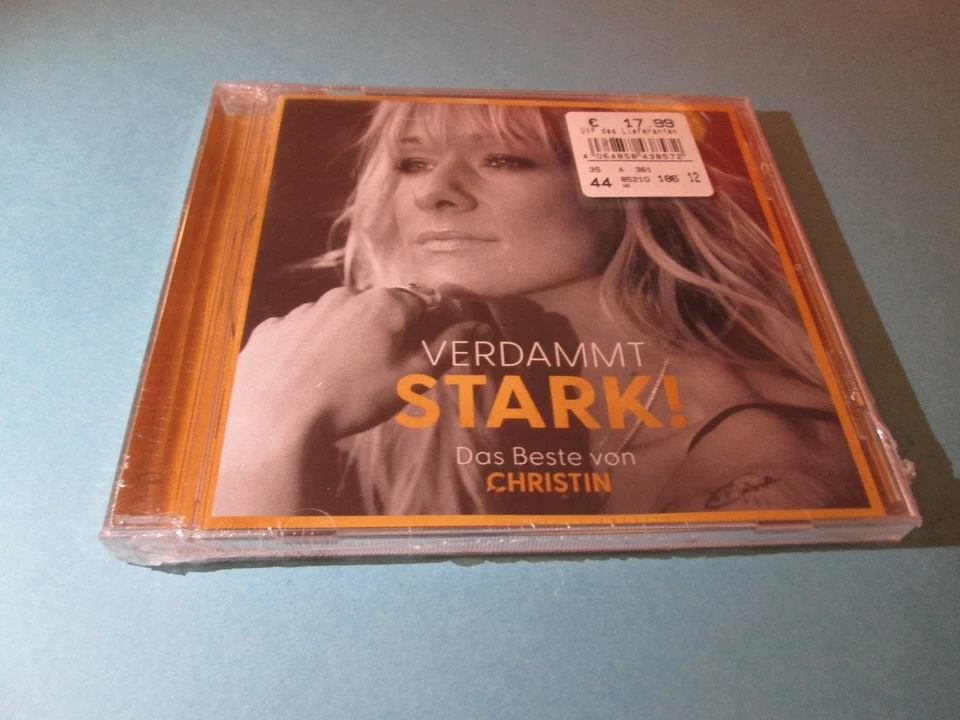 € 17.99
UVP des Lieferanten
4 064858 438572
35 A 361
44 85210 186 12
VERDAMMT
STARK!
Das Beste von
CHRISTIN